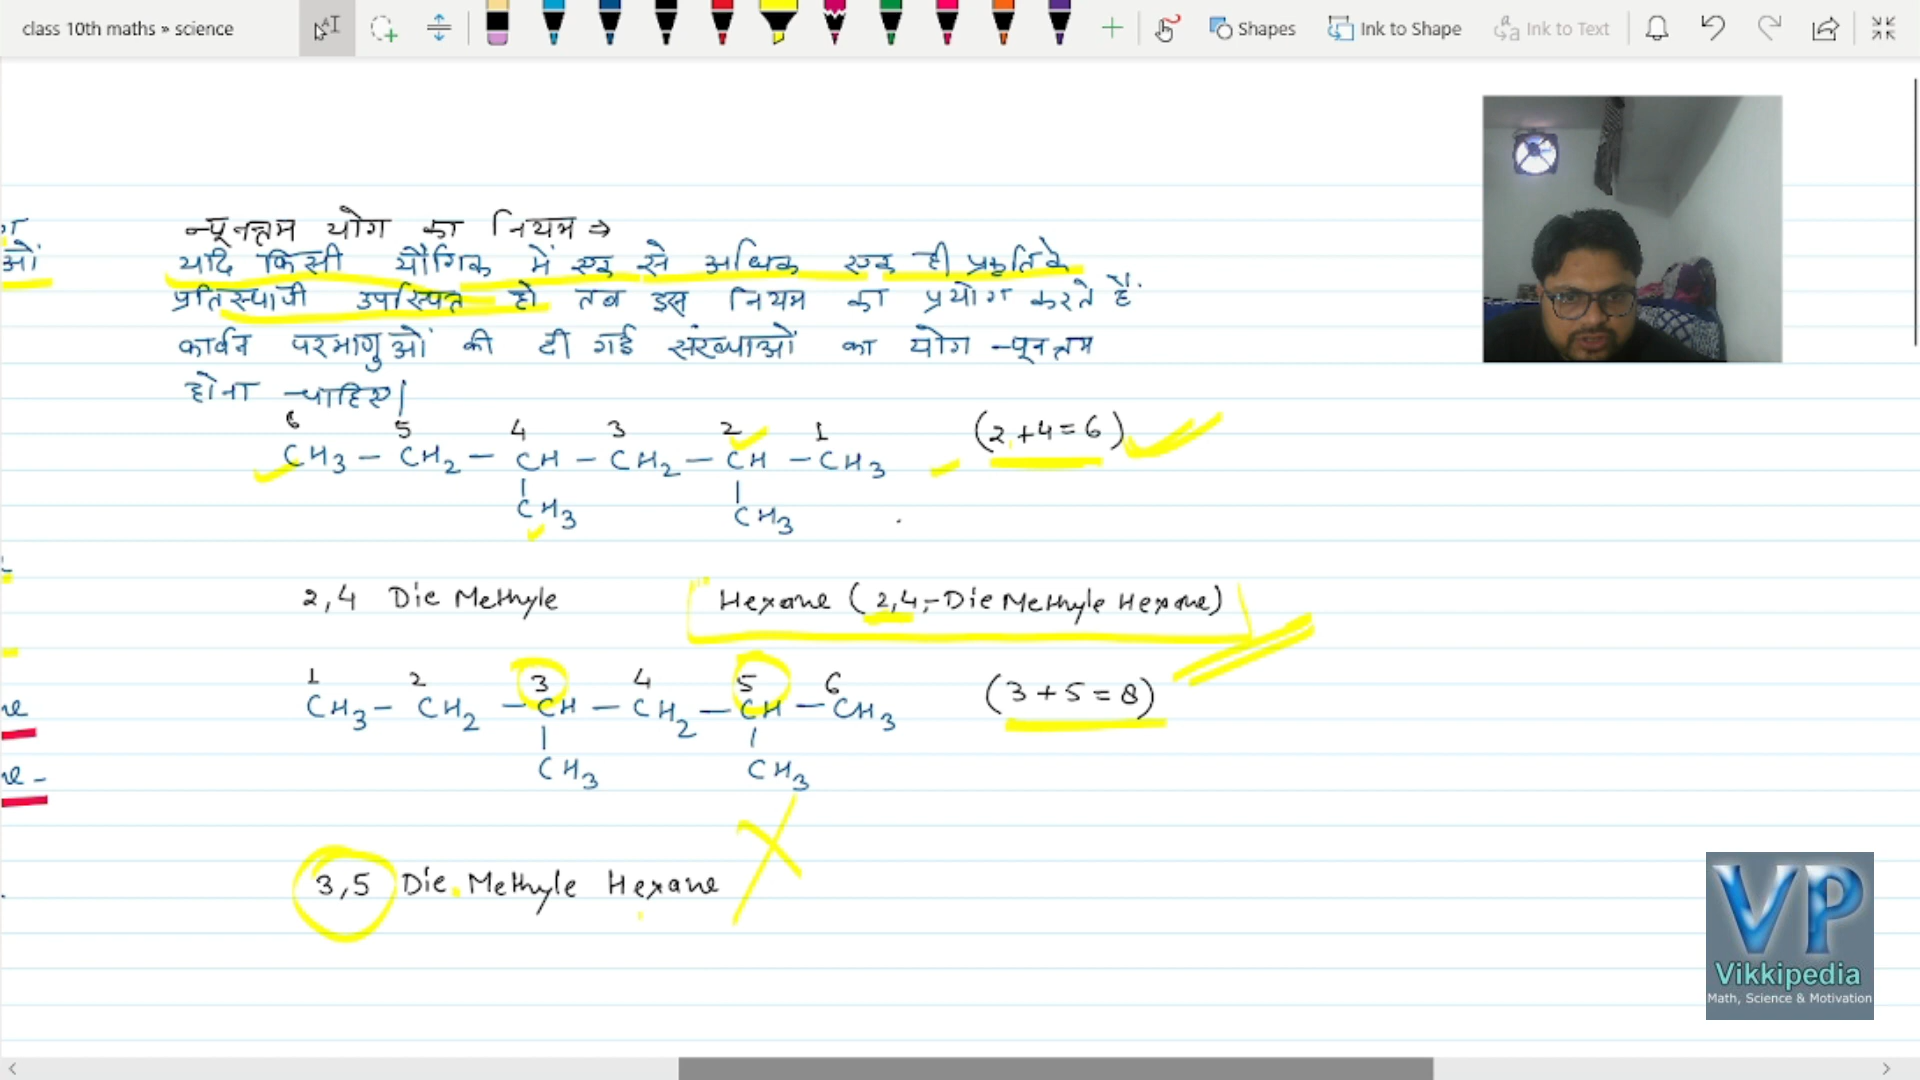 class 10th maths » science
Shapes
Ink to Shape
Ink to Text
न्यूनतम योग का नियम ⇒
यदि किसी यौगिक में एक से अधिक एक ही प्रकृति के
प्रतिस्थापी उपस्थित हो तब इस नियम का प्रयोग करते हैं.
कार्बन परमाणुओं की दी गई संख्याओं का योग न्यूनतम
होना चाहिए|
6 5 4 3 2 1 (2+4=6)
CH3 – CH2 – CH – CH2 – CH – CH3
CH3 CH3
2,4 Die Methyle Hexane (2,4,-Die Methyle Hexane)
1 2 3 4 5 6 (3+5=8)
CH3 – CH2 – CH – CH2 – CH – CH3
CH3 CH3
3,5 Die Methyle Hexane
VP
Vikkipedia
Math, Science & Motivation